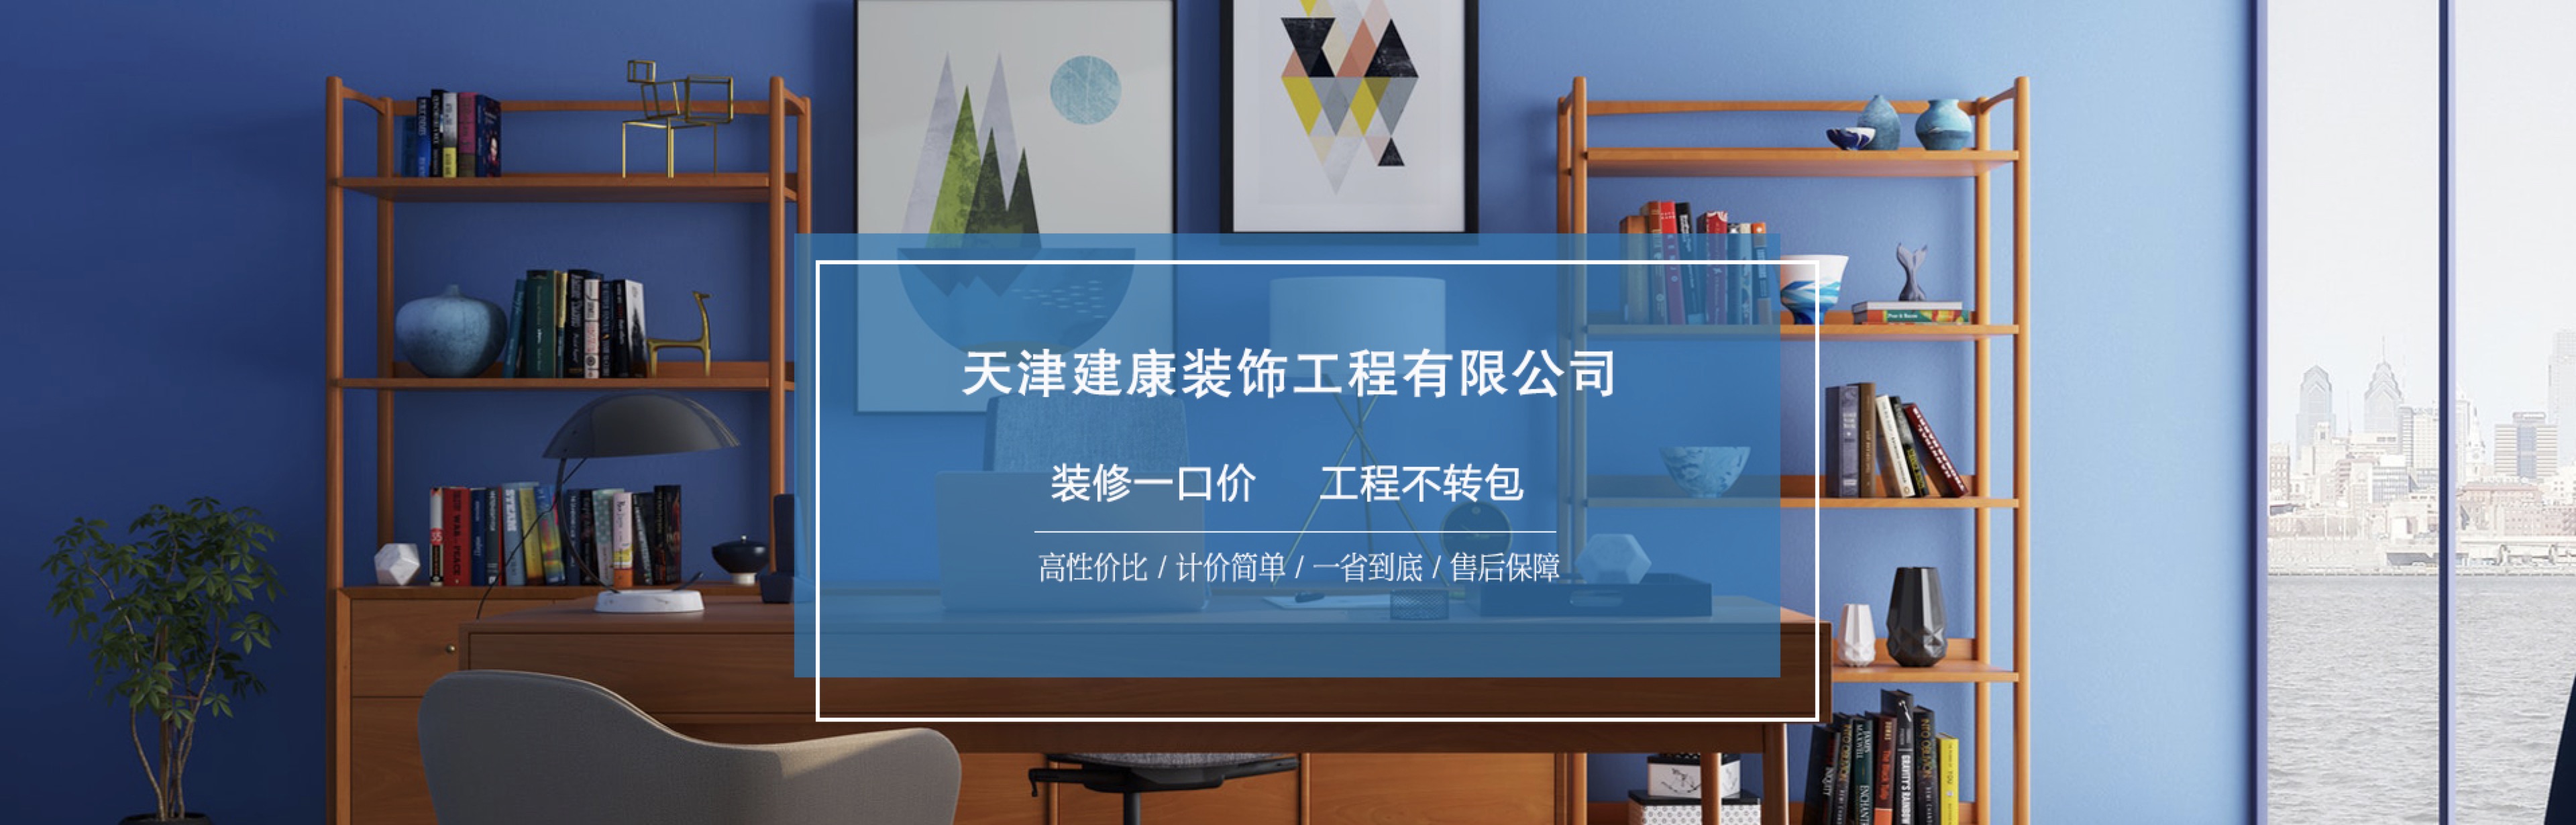 天津建康装饰工程有限公司
装修一口价 工程不转包
高性价比 / 计价简单 / 一省到底 / 售后保障